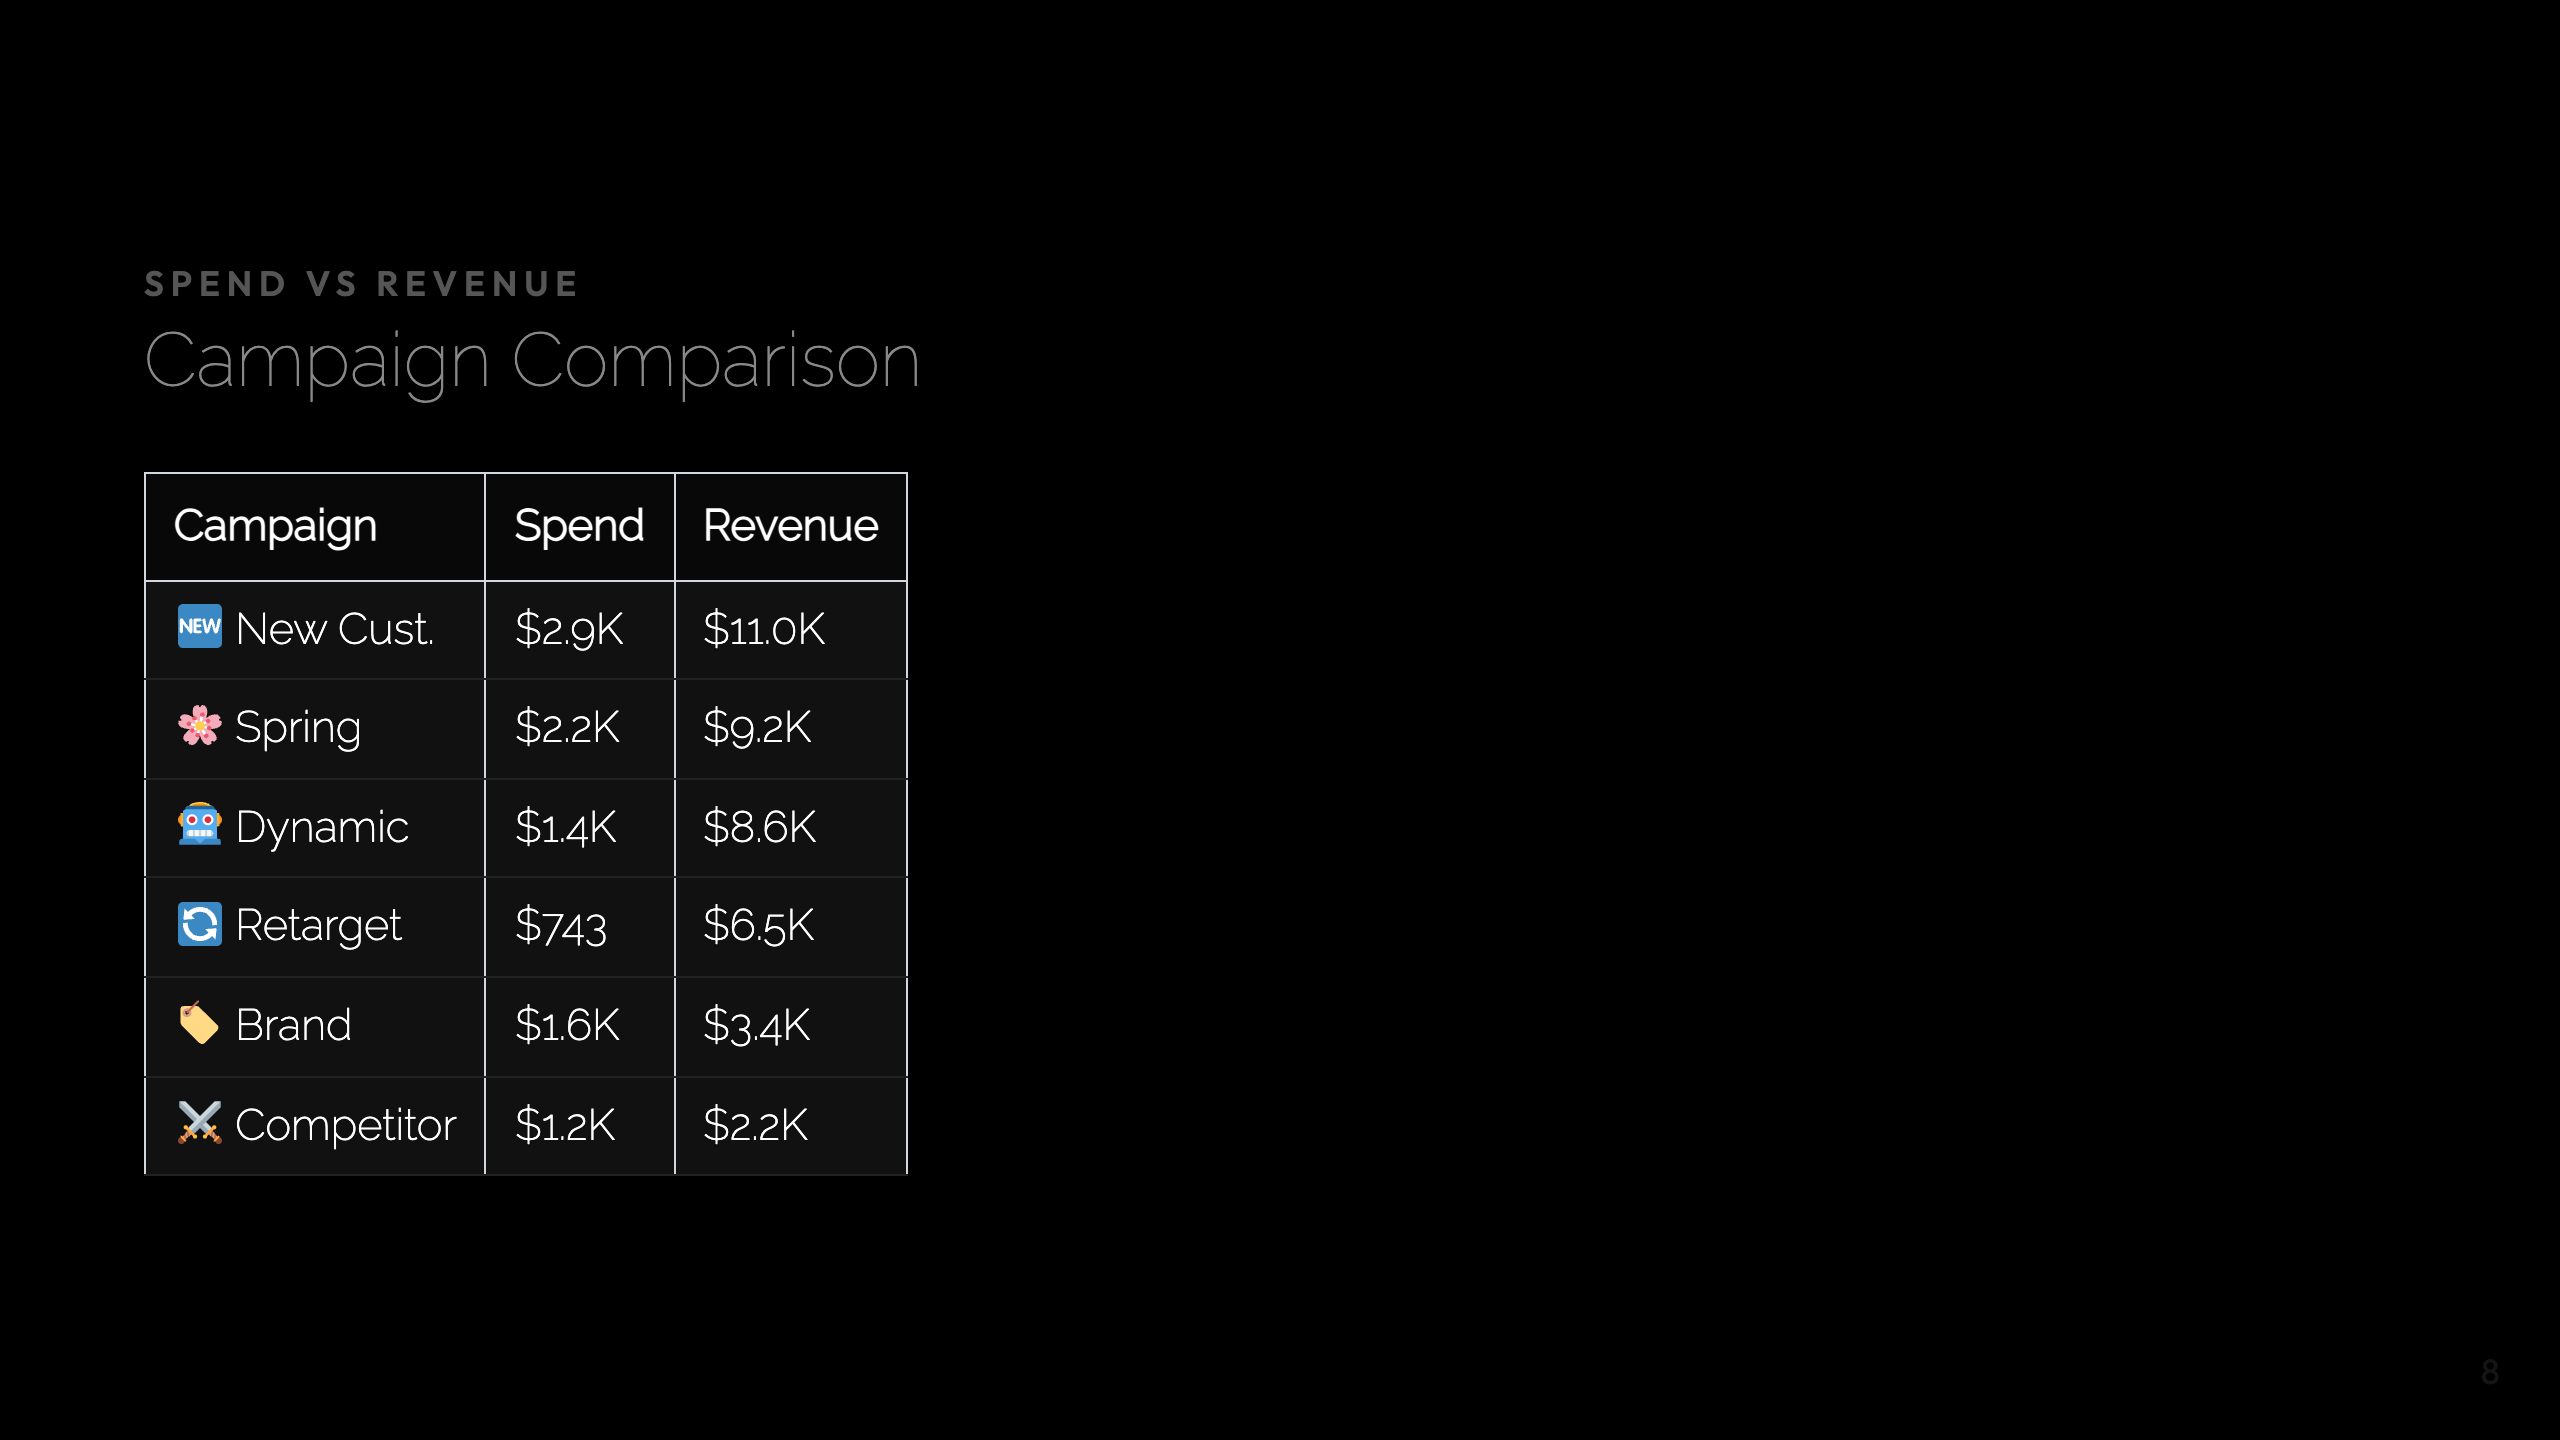 SPEND VS REVENUE
Campaign Comparison
Campaign Spend Revenue
🆕 New Cust. $2.9K $11.0K
🌸 Spring $2.2K $9.2K
🤖 Dynamic $1.4K $8.6K
🔄 Retarget $743 $6.5K
🏷️ Brand $1.6K $3.4K
⚔️ Competitor $1.2K $2.2K
8